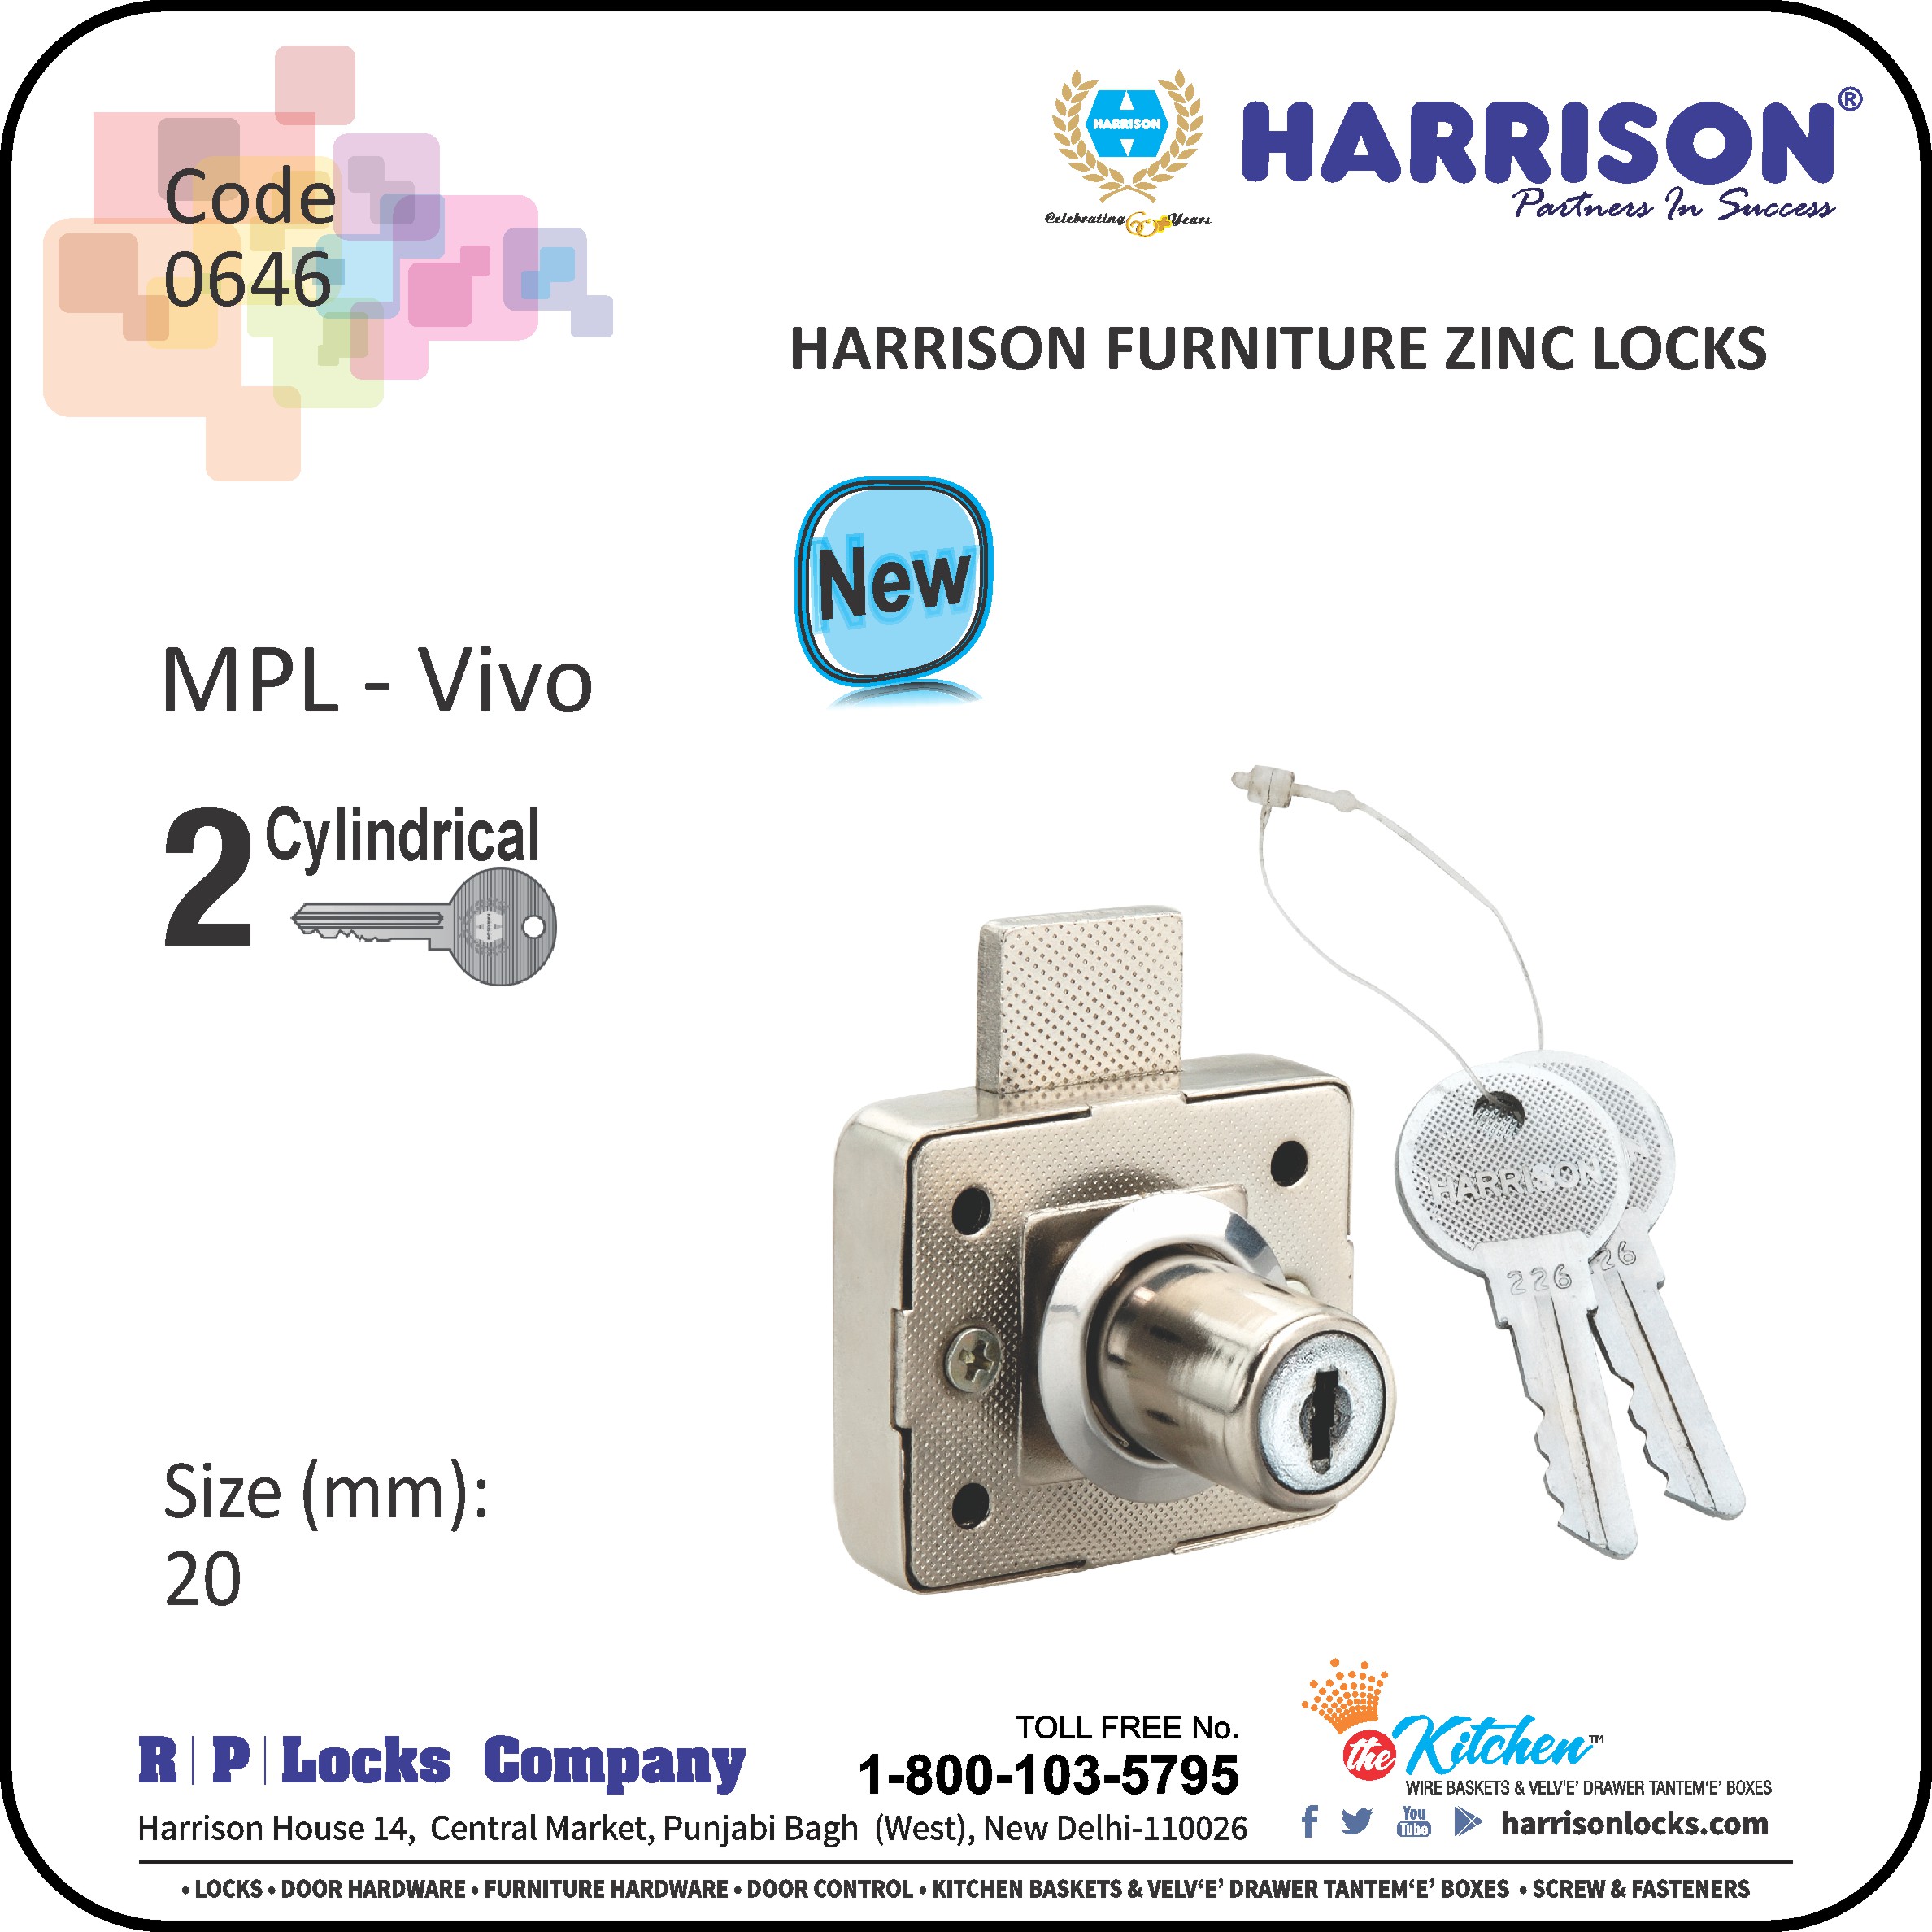 Code
0646
HARRISON
Celebrating 60+ Years
HARRISON®
Partners In Success
HARRISON FURNITURE ZINC LOCKS
New
MPL - Vivo
2 Cylindrical
HARRISON
226
26
Size (mm):
20
R|P|Locks Company
TOLL FREE No.
1-800-103-5795
the Kitchen™
WIRE BASKETS & VELV'E' DRAWER TANTEM'E' BOXES
Harrison House 14, Central Market, Punjabi Bagh (West), New Delhi-110026
f You Tube harrisonlocks.com
• LOCKS • DOOR HARDWARE • FURNITURE HARDWARE • DOOR CONTROL • KITCHEN BASKETS & VELV‘E’ DRAWER TANTEM‘E’ BOXES • SCREW & FASTENERS